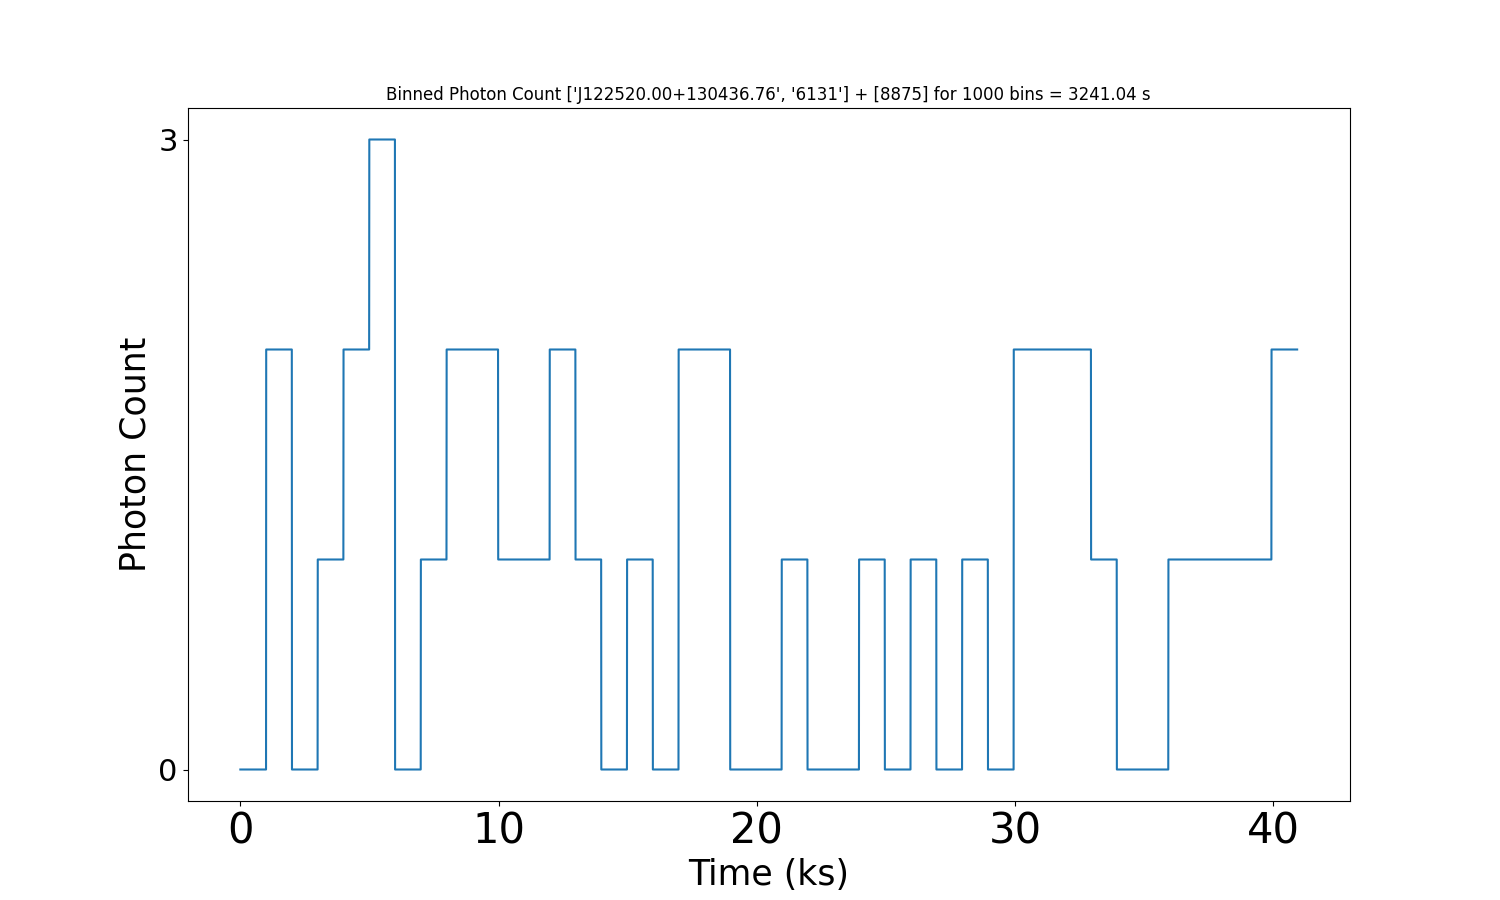 Binned Photon Count ['J122520.00+130436.76', '6131'] + [8875] for 1000 bins = 3241.04 s
3
Photon Count
0
0 10 20 30 40
Time (ks)